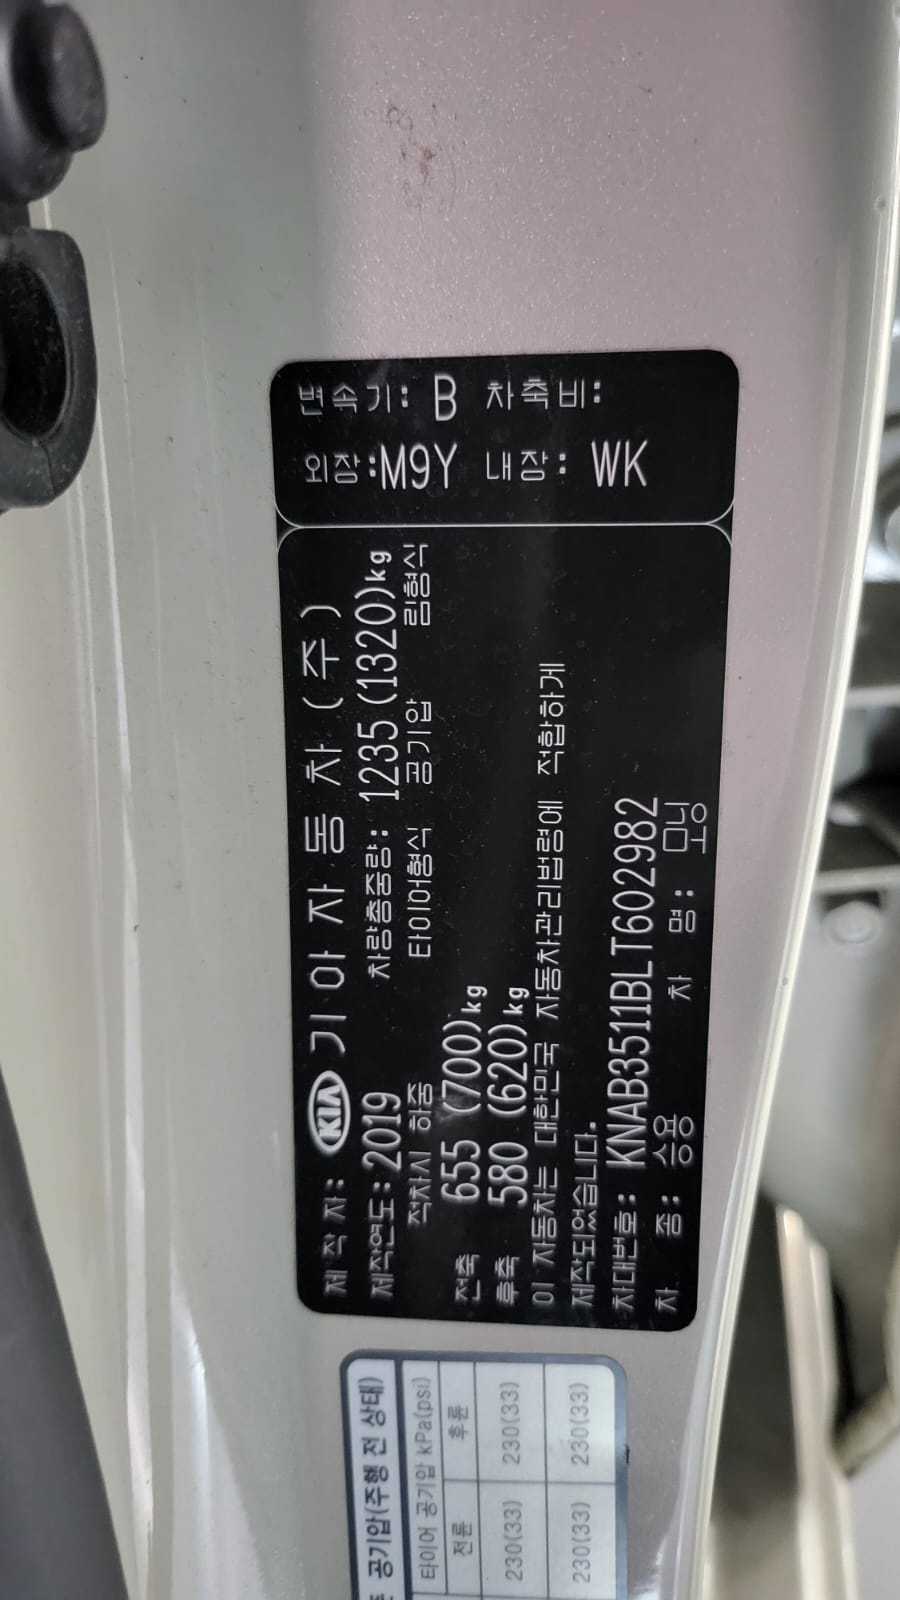 변속기: B 차축비:
외장:M9Y 내장: WK
제 작 자: KIA 기 아 자 동 차 (주)
제작연도:2019 차량총중량: 1235 (1320)kg
적차시 하중 타이어형식 공기압 림형식
전축 655 (700)kg
후축 580 (620)kg
이 자동차는 대한민국 자동차관리법령에 적합하게
제작되었습니다.
차대번호: KNAB3511BLT602982
차 종: 승용 차 명: 모닝
공기압(주행 전 상태)
타이어 공기압 kPa(psi)
전륜 후륜
230(33) 230(33)
230(33) 230(33)